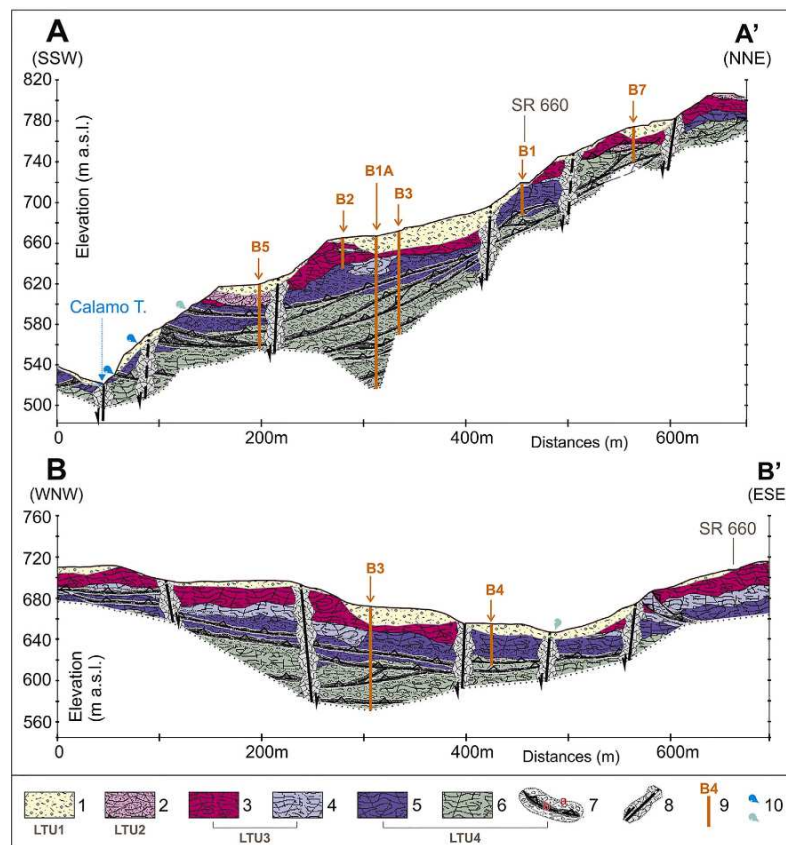 A
(SSW)
A'
(NNE)
820
780
740
700
660
620
580
540
500
Elevation (m a.s.l.)
B7
SR 660
B1A
B2
B3
B1
B5
Calamo T.
0
200m
400m
Distances (m)
600m
B
(WNW)
B'
(ESE)
760
720
680
640
600
560
Elevation
(m a.s.l.)
SR 660
B3
B4
0
200m
400m
Distances (m)
600m
1
2
3
4
5
6
7
8
B4
9
10
LTU1
LTU2
LTU3
LTU4